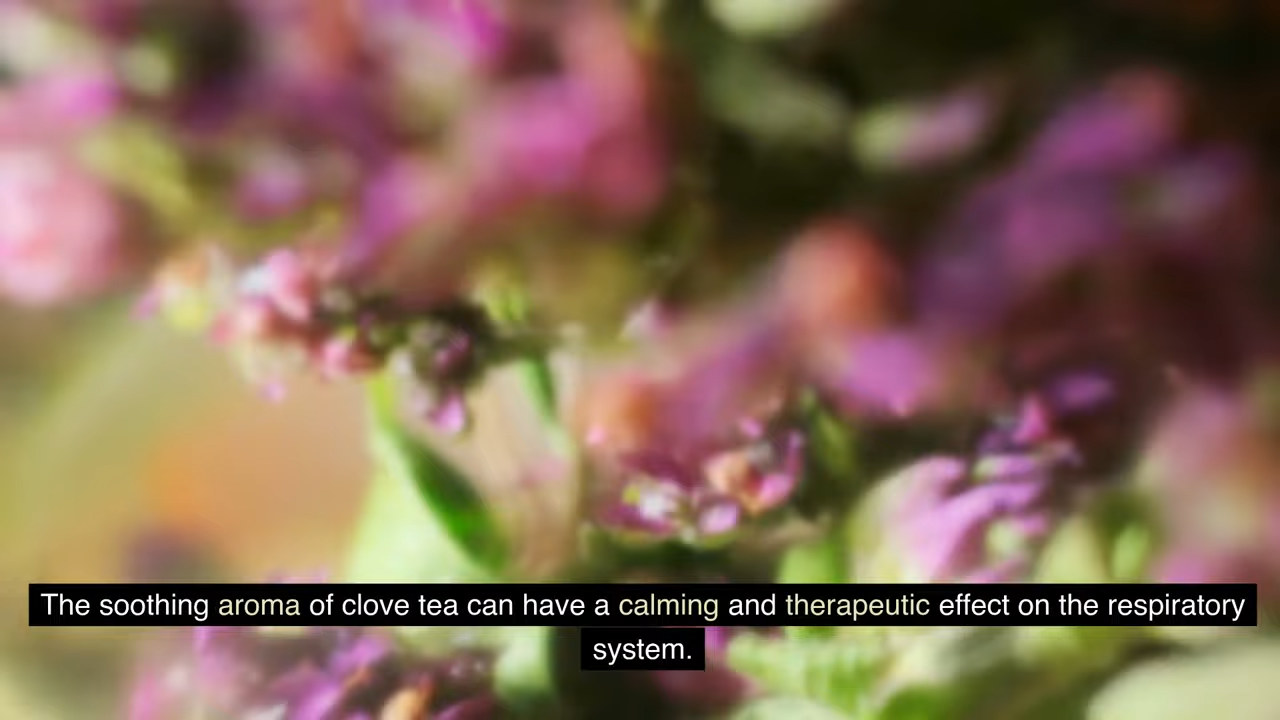 The soothing aroma of clove tea can have a calming and therapeutic effect on the respiratory
system.